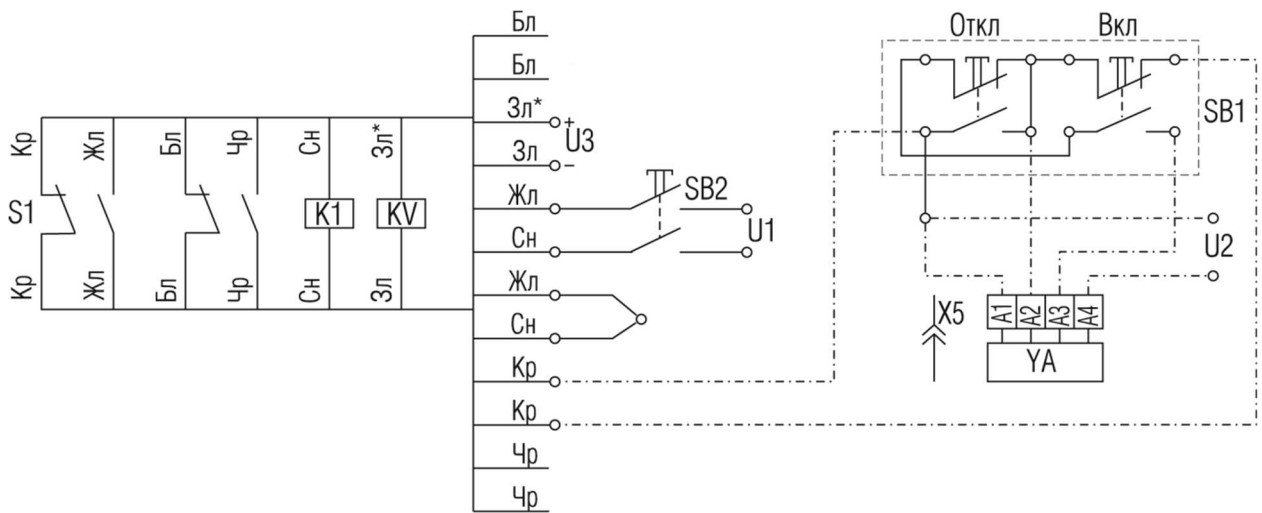 Кр
Жл
Бл
Чр
Сн
Зл*
S1
K1
KV
Кр
Жл
Бл
Чр
Сн
Зл
Бл
Бл
Зл*
+
U3
Зл
−
Жл
SB2
Сн
U1
Жл
Сн
Кр
Кр
Чр
Чр
Откл
Вкл
SB1
U2
X5
A1
A2
A3
A4
YA